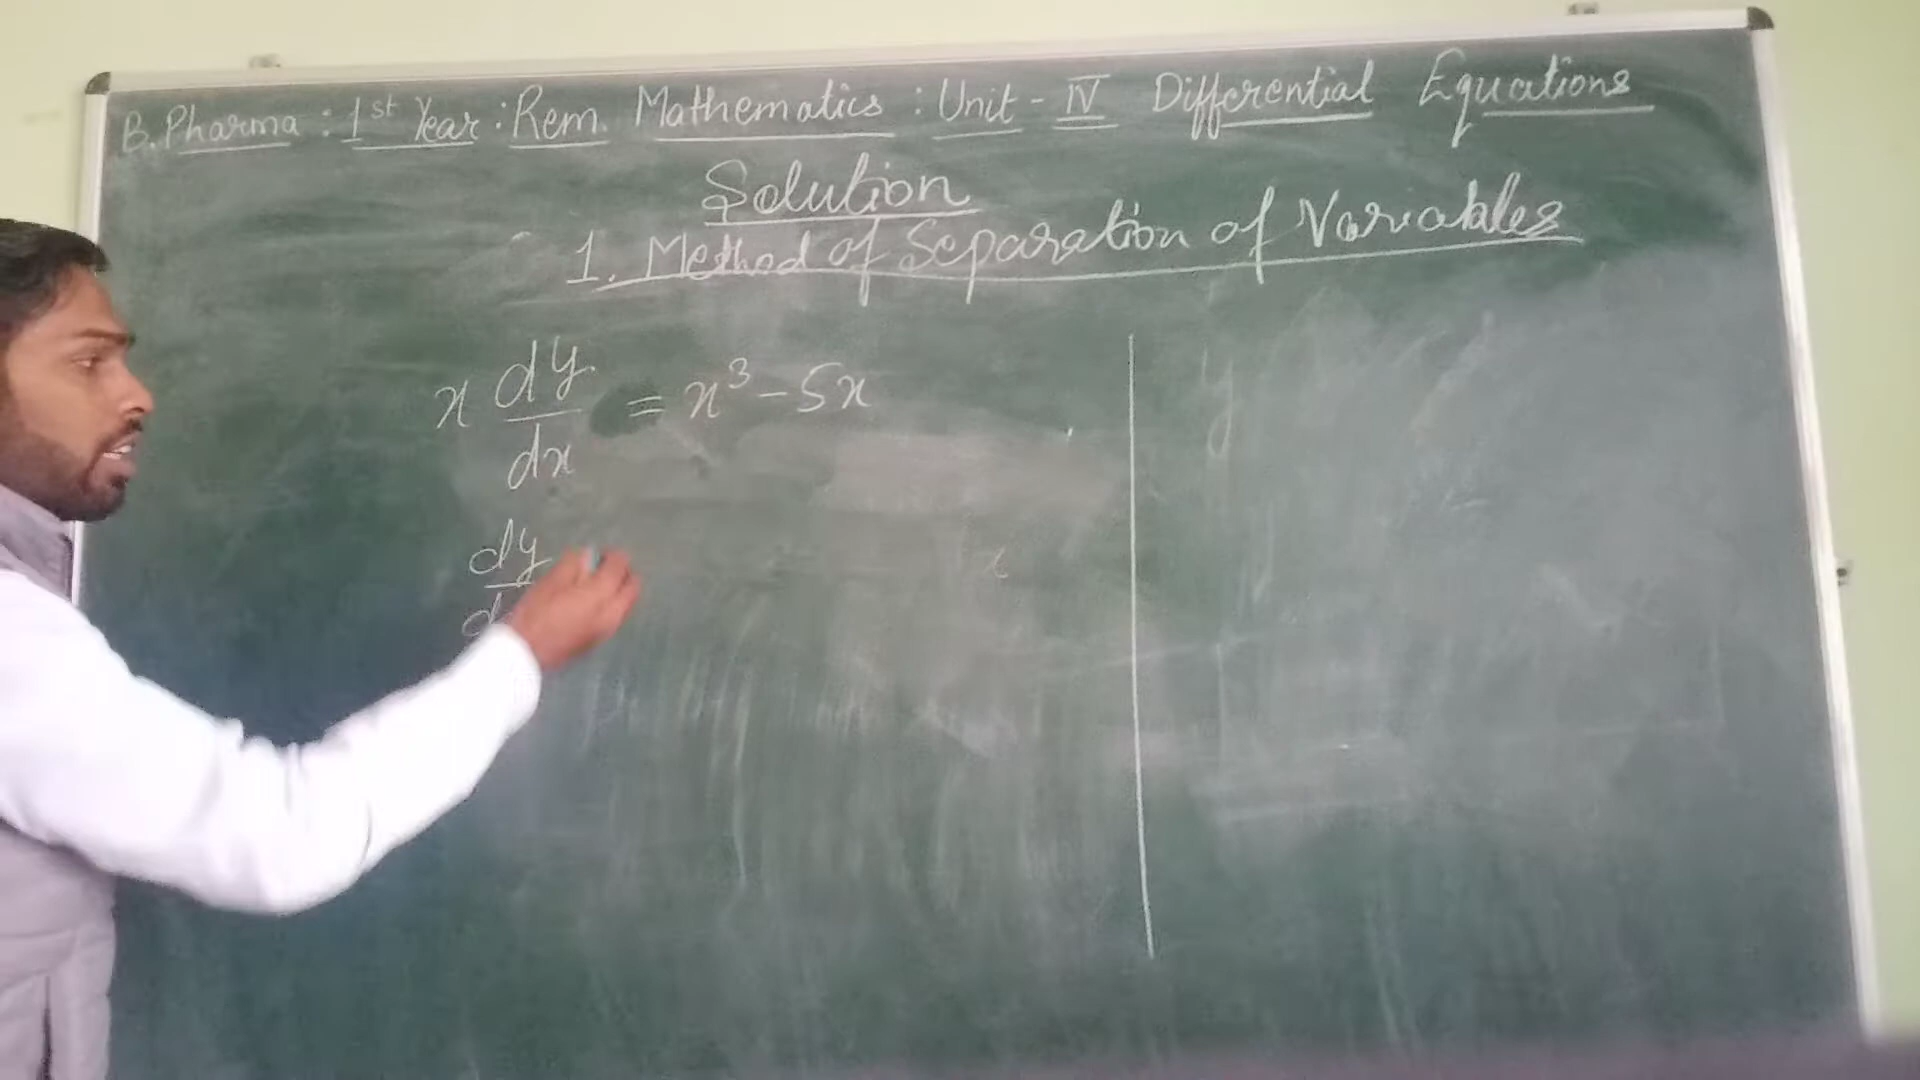 B. Pharma : 1st Year : Rem. Mathematics : Unit - IV Differential Equations
Solution
1. Method of Separation of Variables
x dy/dx = x³ - 5x
dy